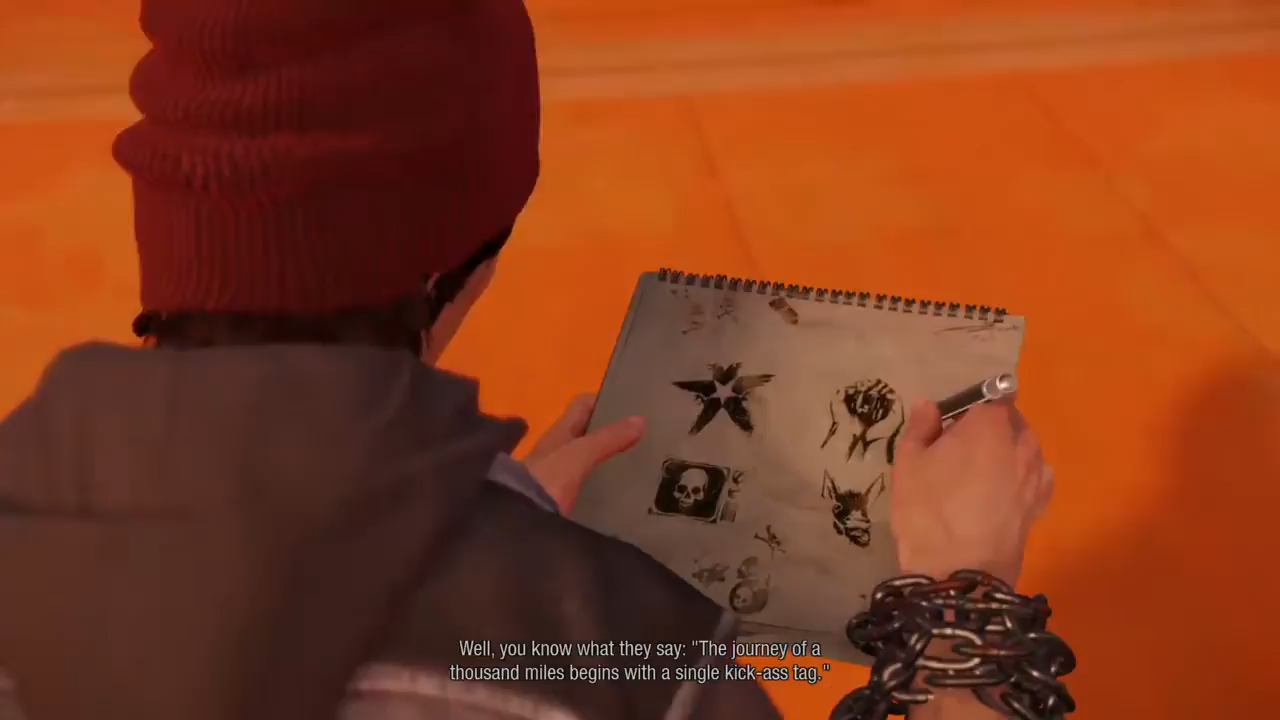 Well, you know what they say: "The journey of a
thousand miles begins with a single kick-ass tag."